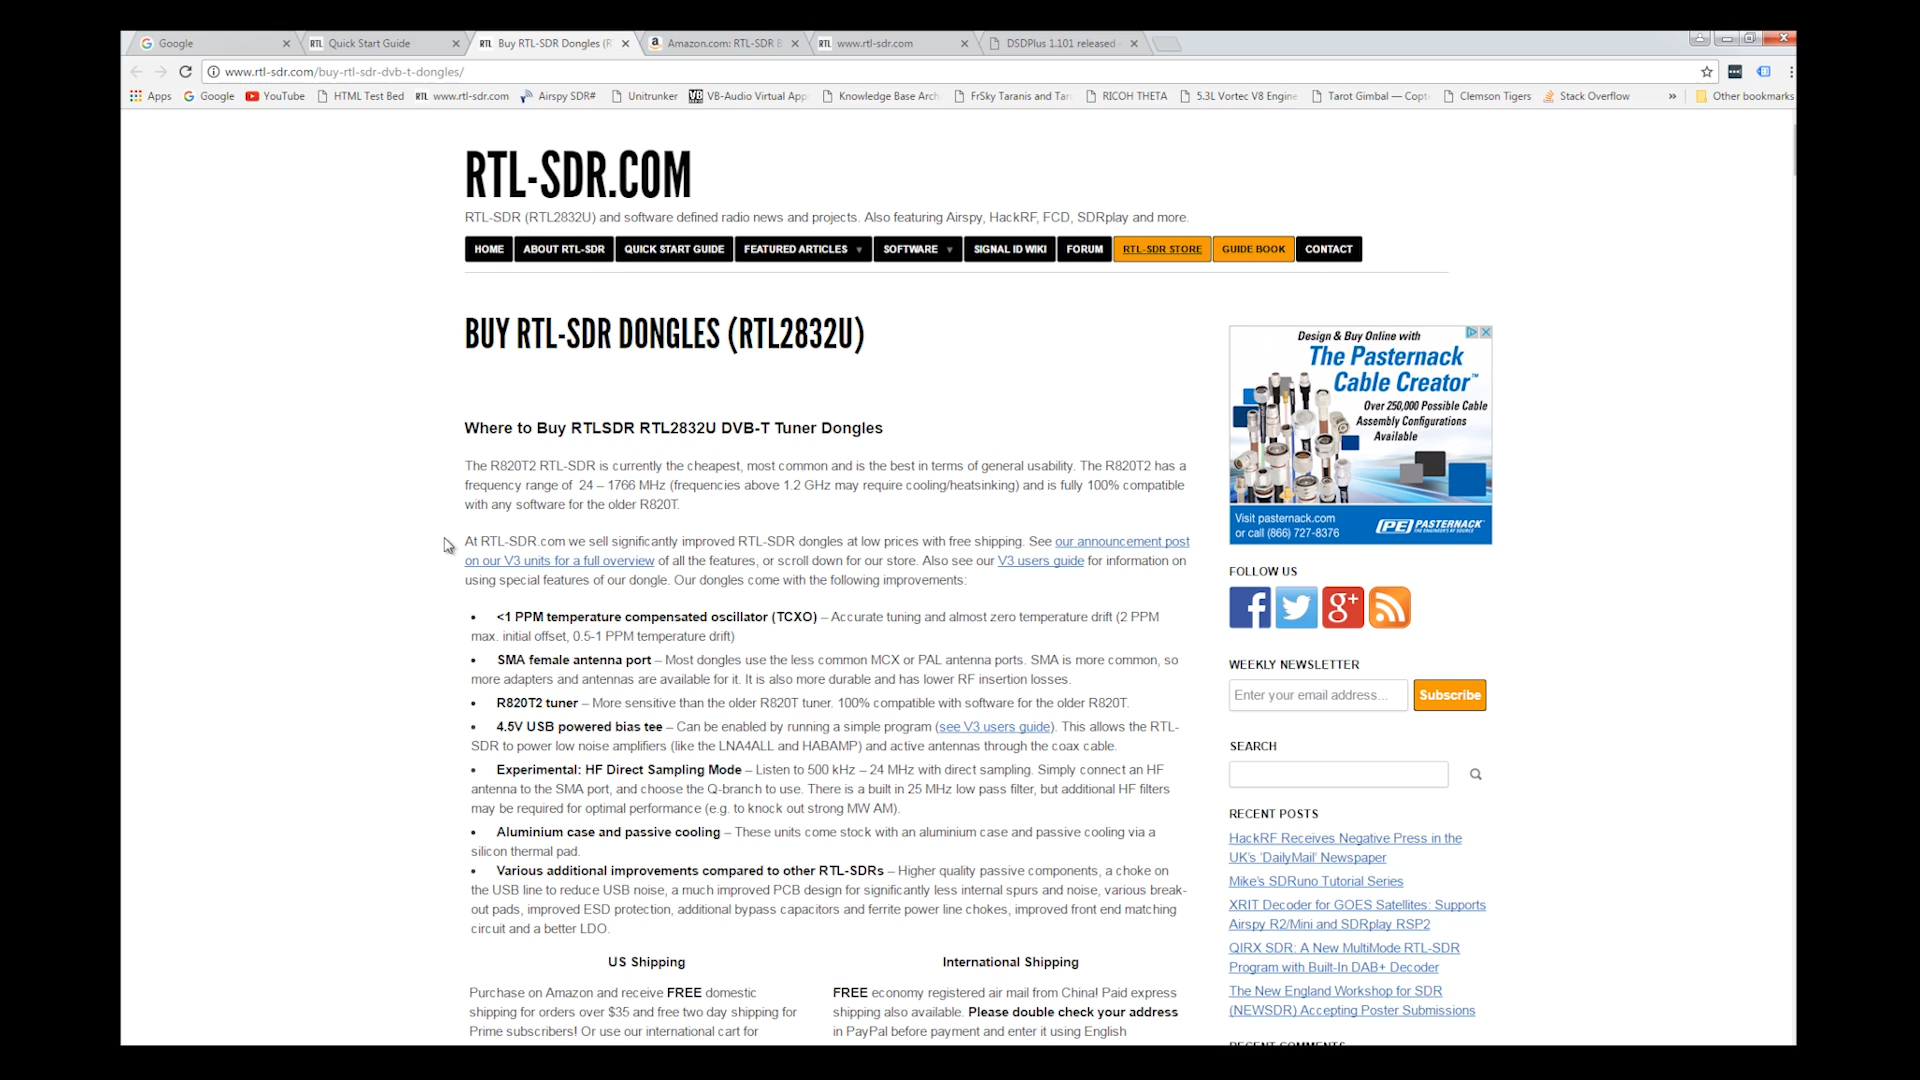 Google
RTL Quick Start Guide
RTL Buy RTL-SDR Dongles (R
Amazon.com: RTL-SDR B
RTL www.rtl-sdr.com
DSDPlus 1.101 released
www.rtl-sdr.com/buy-rtl-sdr-dvb-t-dongles/
Apps Google YouTube HTML Test Bed RTL www.rtl-sdr.com Airspy SDR# Unitrunker VB VB-Audio Virtual App Knowledge Base Arch FrSky Taranis and Tar RICOH THETA 5.3L Vortec V8 Engine Tarot Gimbal — Copt Clemson Tigers Stack Overflow » Other bookmarks
RTL-SDR.COM
RTL-SDR (RTL2832U) and software defined radio news and projects. Also featuring Airspy, HackRF, FCD, SDRplay and more.
HOME ABOUT RTL-SDR QUICK START GUIDE FEATURED ARTICLES SOFTWARE SIGNAL ID WIKI FORUM RTL-SDR STORE GUIDE BOOK CONTACT
BUY RTL-SDR DONGLES (RTL2832U)
Where to Buy RTLSDR RTL2832U DVB-T Tuner Dongles
The R820T2 RTL-SDR is currently the cheapest, most common and is the best in terms of general usability. The R820T2 has a
frequency range of 24 – 1766 MHz (frequencies above 1.2 GHz may require cooling/heatsinking) and is fully 100% compatible
with any software for the older R820T.
At RTL-SDR.com we sell significantly improved RTL-SDR dongles at low prices with free shipping. See our announcement post
on our V3 units for a full overview of all the features, or scroll down for our store. Also see our V3 users guide for information on
using special features of our dongle. Our dongles come with the following improvements:
• <1 PPM temperature compensated oscillator (TCXO) – Accurate tuning and almost zero temperature drift (2 PPM
max. initial offset, 0.5-1 PPM temperature drift)
• SMA female antenna port – Most dongles use the less common MCX or PAL antenna ports. SMA is more common, so
more adapters and antennas are available for it. It is also more durable and has lower RF insertion losses.
• R820T2 tuner – More sensitive than the older R820T tuner. 100% compatible with software for the older R820T.
• 4.5V USB powered bias tee – Can be enabled by running a simple program (see V3 users guide). This allows the RTL-
SDR to power low noise amplifiers (like the LNA4ALL and HABAMP) and active antennas through the coax cable.
• Experimental: HF Direct Sampling Mode – Listen to 500 kHz – 24 MHz with direct sampling. Simply connect an HF
antenna to the SMA port, and choose the Q-branch to use. There is a built in 25 MHz low pass filter, but additional HF filters
may be required for optimal performance (e.g. to knock out strong MW AM).
• Aluminium case and passive cooling – These units come stock with an aluminium case and passive cooling via a
silicon thermal pad.
• Various additional improvements compared to other RTL-SDRs – Higher quality passive components, a choke on
the USB line to reduce USB noise, a much improved PCB design for significantly less internal spurs and noise, various break-
out pads, improved ESD protection, additional bypass capacitors and ferrite power line chokes, improved front end matching
circuit and a better LDO.
US Shipping
Purchase on Amazon and receive FREE domestic
shipping for orders over $35 and free two day shipping for
Prime subscribers! Or use our international cart for
International Shipping
FREE economy registered air mail from China! Paid express
shipping also available. Please double check your address
in PayPal before payment and enter it using English
Design & Buy Online with
The Pasternack
Cable Creator™
Over 250,000 Possible Cable
Assembly Configurations
Available
Visit pasternack.com
or call (866) 727-8376
PE PASTERNACK
THE ENGINEERS RF SOURCE
FOLLOW US
WEEKLY NEWSLETTER
Enter your email address... Subscribe
SEARCH
RECENT POSTS
HackRF Receives Negative Press in the
UK's 'DailyMail' Newspaper
Mike's SDRuno Tutorial Series
XRIT Decoder for GOES Satellites: Supports
Airspy R2/Mini and SDRplay RSP2
QIRX SDR: A New MultiMode RTL-SDR
Program with Built-In DAB+ Decoder
The New England Workshop for SDR
(NEWSDR) Accepting Poster Submissions
RECENT COMMENTS